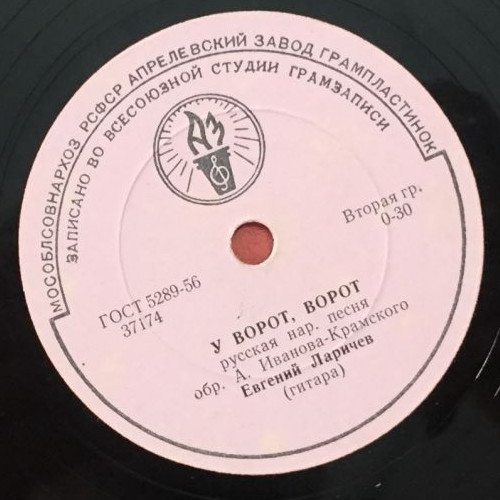 МОСОБЛСОВНАРХОЗ РСФСР АПРЕЛЕВСКИЙ ЗАВОД ГРАМПЛАСТИНОК
ЗАПИСАНО ВО ВСЕСОЮЗНОЙ СТУДИИ ГРАМЗАПИСИ
АЗ
Вторая гр.
0-30
ГОСТ 5289-56
37174
У ВОРОТ, ВОРОТ
русская нар. песня
обр. А. Иванова-Крамского
Евгений Ларичев
(гитара)